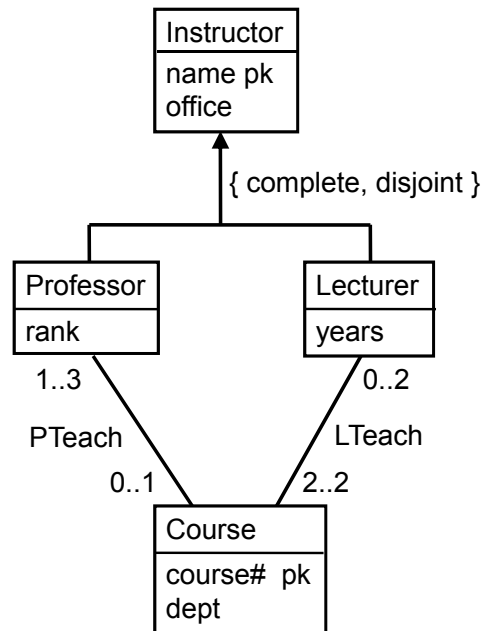 Instructor
name pk
office
{ complete, disjoint }
Professor
rank
Lecturer
years
1..3
0..2
PTeach
LTeach
0..1
2..2
Course
course# pk
dept